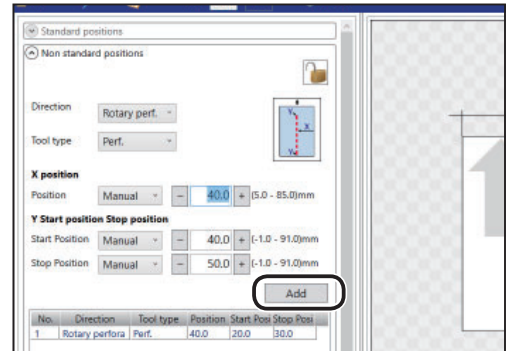 Standard positions
Non standard positions
Direction Rotary perf.
Y
X
Tool type Perf.
Y
X position
Position Manual - 40.0 + (5.0 - 85.0)mm
Y Start position Stop position
Start Position Manual - 40.0 + (-1.0 - 91.0)mm
Stop Position Manual - 50.0 + (-1.0 - 91.0)mm
Add
No. Direction Tool type Position Start Posi Stop Posi
1 Rotary perfora Perf. 40.0 20.0 30.0